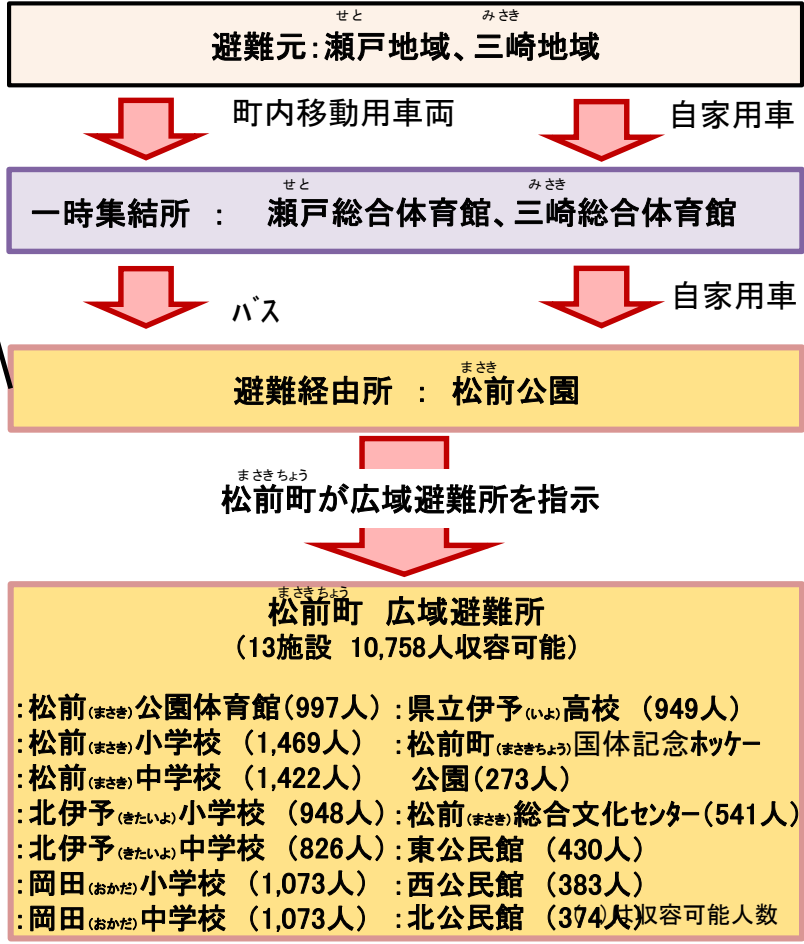 避難元：瀬戸(せと)地域、三崎(みさき)地域
町内移動用車両　自家用車
一時集結所　：　瀬戸(せと)総合体育館、三崎(みさき)総合体育館
バス　自家用車
避難経由所　：　松前(まさき)公園
松前町(まさきちょう)が広域避難所を指示
松前町(まさきちょう)　広域避難所
（13施設　10,758人収容可能）
：松前(まさき)公園体育館（997人）
：松前(まさき)小学校　（1,469人）
：松前(まさき)中学校　（1,422人）
：北伊予(きたいよ)小学校　（948人）
：北伊予(きたいよ)中学校　（826人）
：岡田(おかだ)小学校　（1,073人）
：岡田(おかだ)中学校　（1,073人）
：県立伊予(いよ)高校　（949人）
：松前町(まさきちょう)国体記念ホッケー
公園（273人）
：松前(まさき)総合文化センター（541人）
：東公民館　（430人）
：西公民館　（383人）
：北公民館　（374人）
（　）は収容可能人数